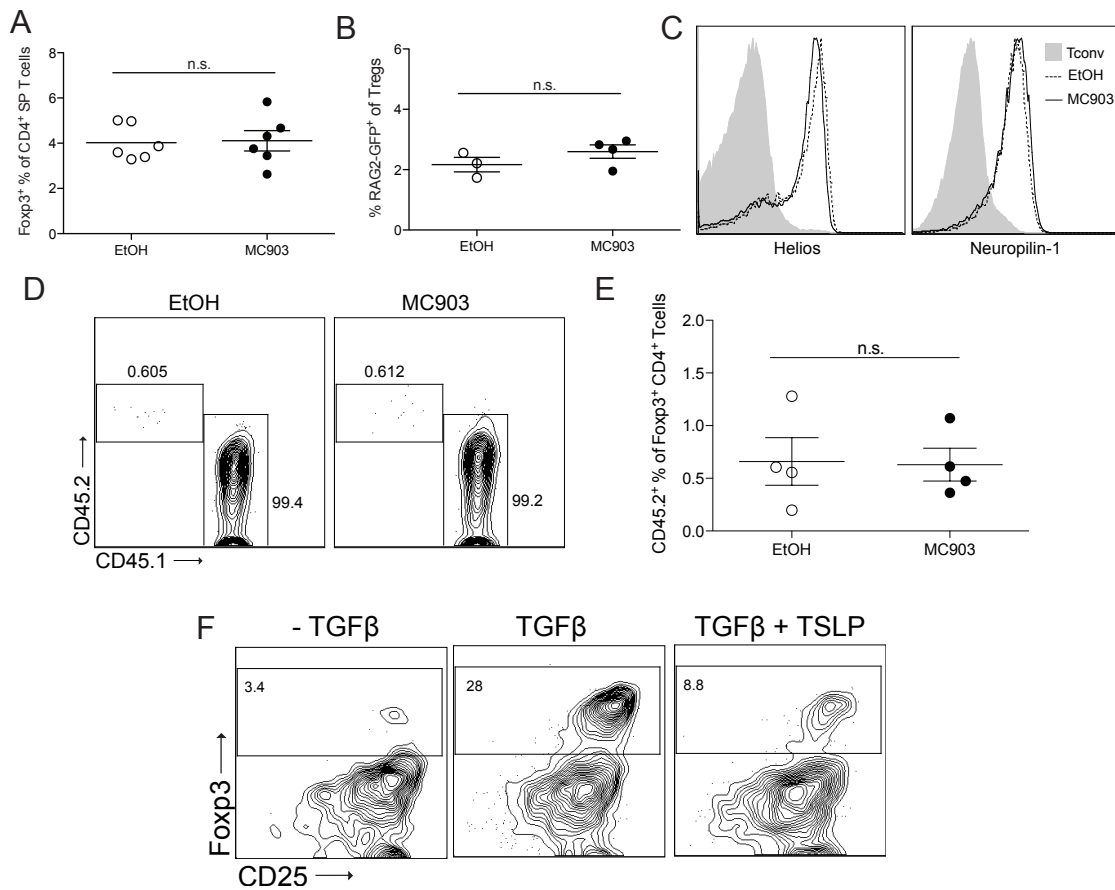 A
Foxp3⁺ % of CD4⁺ SP T cells
8
6
4
2
0
n.s.
EtOH
MC903
B
% RAG2-GFP⁺ of Tregs
6
4
2
0
n.s.
EtOH
MC903
C
Tconv
EtOH
MC903
Helios
Neuropilin-1
D
EtOH
MC903
0.605
0.612
99.4
99.2
CD45.2
CD45.1
E
CD45.2⁺ % of Foxp3⁺ CD4⁺ Tcells
2.0
1.5
1.0
0.5
0.0
n.s.
EtOH
MC903
F
- TGFβ
TGFβ
TGFβ + TSLP
3.4
28
8.8
Foxp3
CD25